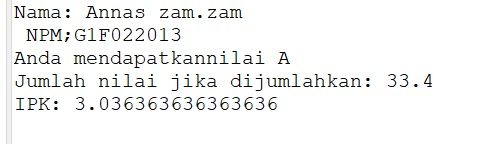 Nama: Annas zam.zam
NPM;G1F022013
Anda mendapatkannilai A
Jumlah nilai jika dijumlahkan: 33.4
IPK: 3.036363636363636